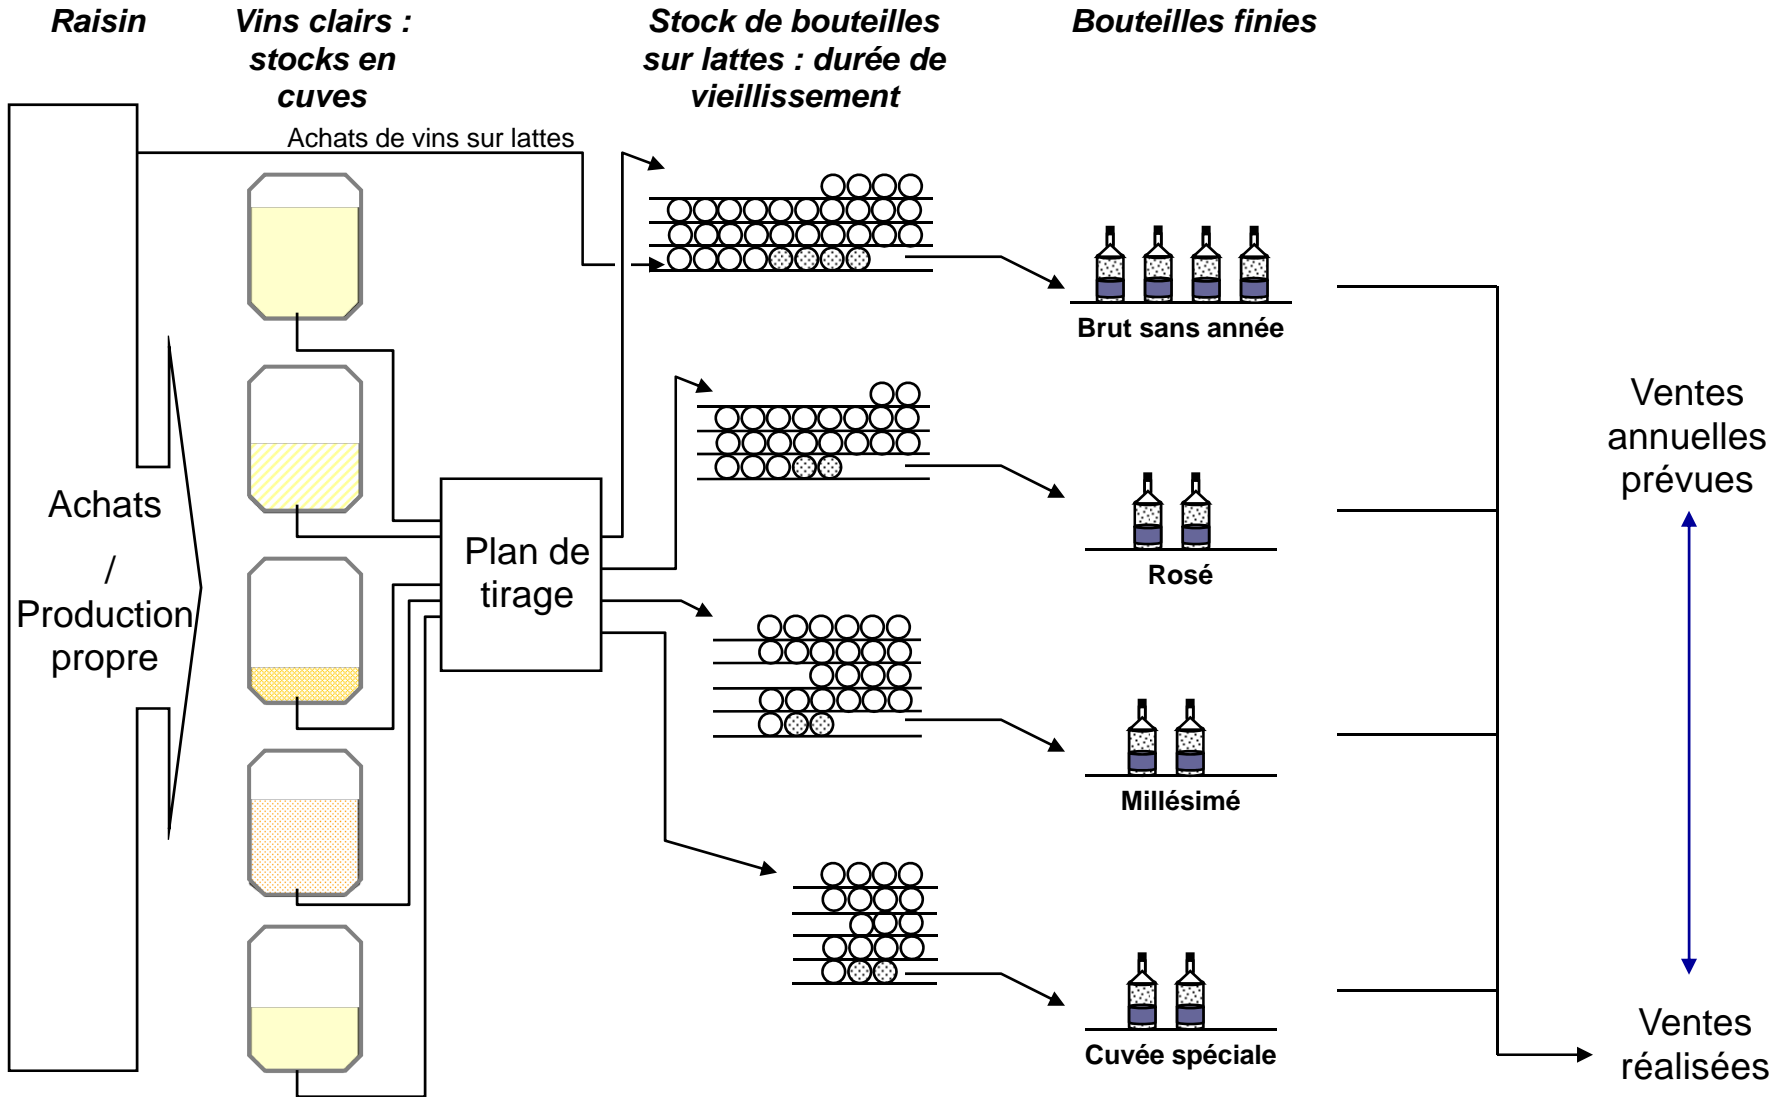 Raisin
Vins clairs :
stocks en
cuves
Stock de bouteilles
sur lattes : durée de
vieillissement
Bouteilles finies
Achats de vins sur lattes
Achats
/
Production
propre
Plan de
tirage
Brut sans année
Rosé
Millésimé
Cuvée spéciale
Ventes
annuelles
prévues
Ventes
réalisées